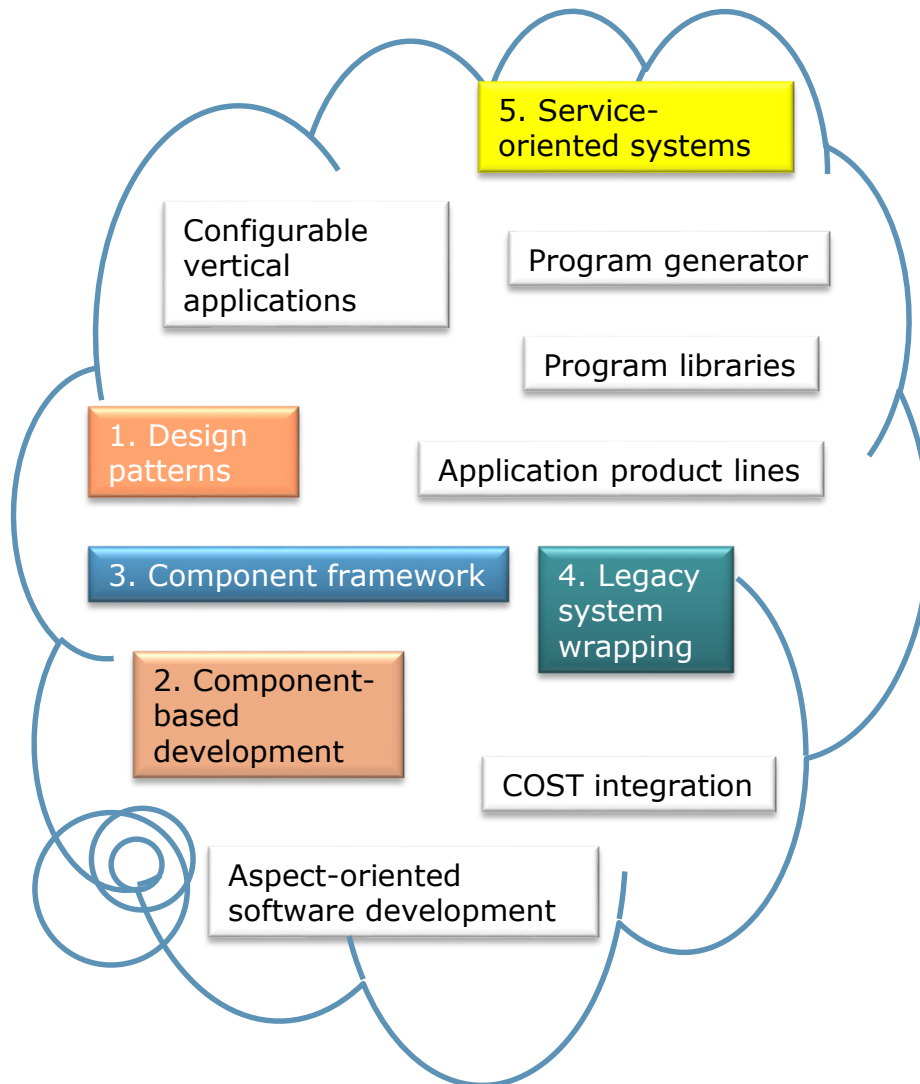 5. Service-
oriented systems
Configurable
vertical
applications
Program generator
Program libraries
1. Design
patterns
Application product lines
3. Component framework
4. Legacy
system
wrapping
2. Component-
based
development
COST integration
Aspect-oriented
software development